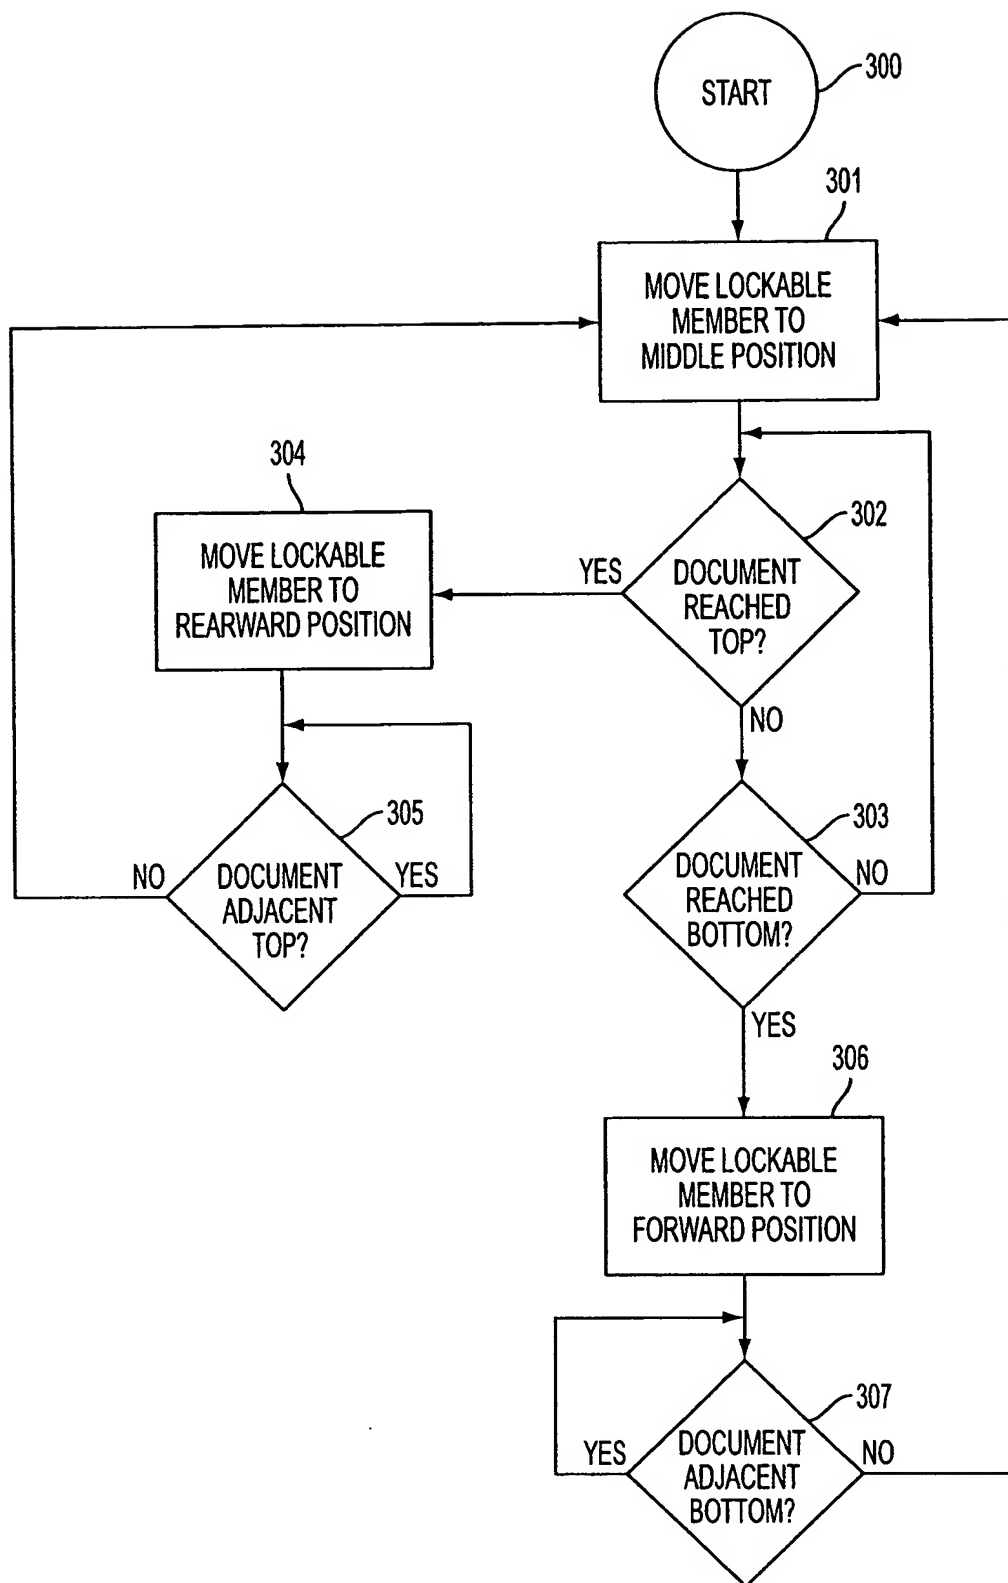 START
300
301
MOVE LOCKABLE
MEMBER TO
MIDDLE POSITION
304
MOVE LOCKABLE
MEMBER TO
REARWARD POSITION
302
YES
DOCUMENT
REACHED
TOP?
NO
305
NO
DOCUMENT
ADJACENT
TOP?
YES
303
DOCUMENT
REACHED
BOTTOM?
NO
YES
306
MOVE LOCKABLE
MEMBER TO
FORWARD POSITION
307
YES
DOCUMENT
ADJACENT
BOTTOM?
NO